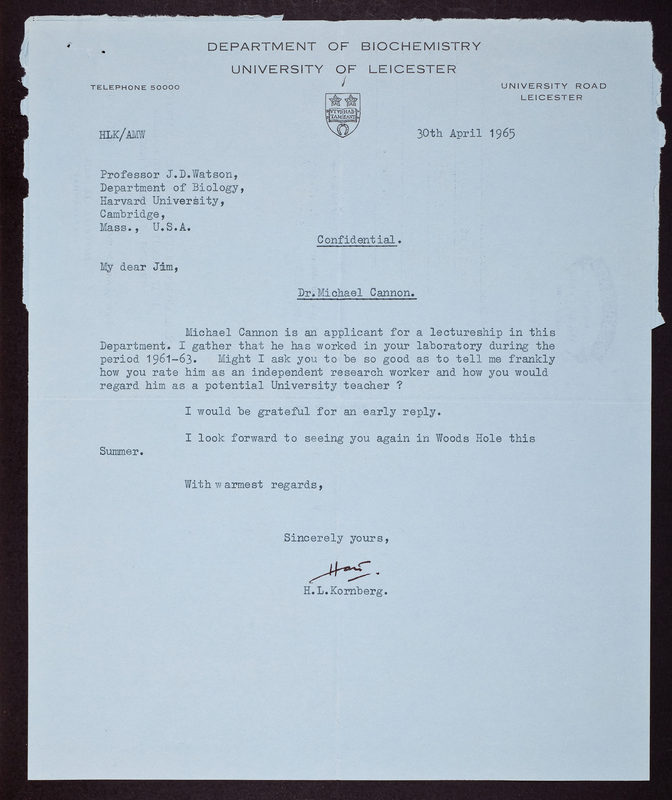 DEPARTMENT OF BIOCHEMISTRY
UNIVERSITY OF LEICESTER
TELEPHONE 50000
UNIVERSITY ROAD
LEICESTER
HLK/AMW
30th April 1965
Professor J.D.Watson,
Department of Biology,
Harvard University,
Cambridge,
Mass., U.S.A.
Confidential.
My dear Jim,
Dr.Michael Cannon.
Michael Cannon is an applicant for a lectureship in this
Department. I gather that he has worked in your laboratory during the
period 1961-63. Might I ask you to be so good as to tell me frankly
how you rate him as an independent research worker and how you would
regard him as a potential University teacher ?
I would be grateful for an early reply.
I look forward to seeing you again in Woods Hole this
Summer.
With warmest regards,
Sincerely yours,
Hans.
H.L.Kornberg.